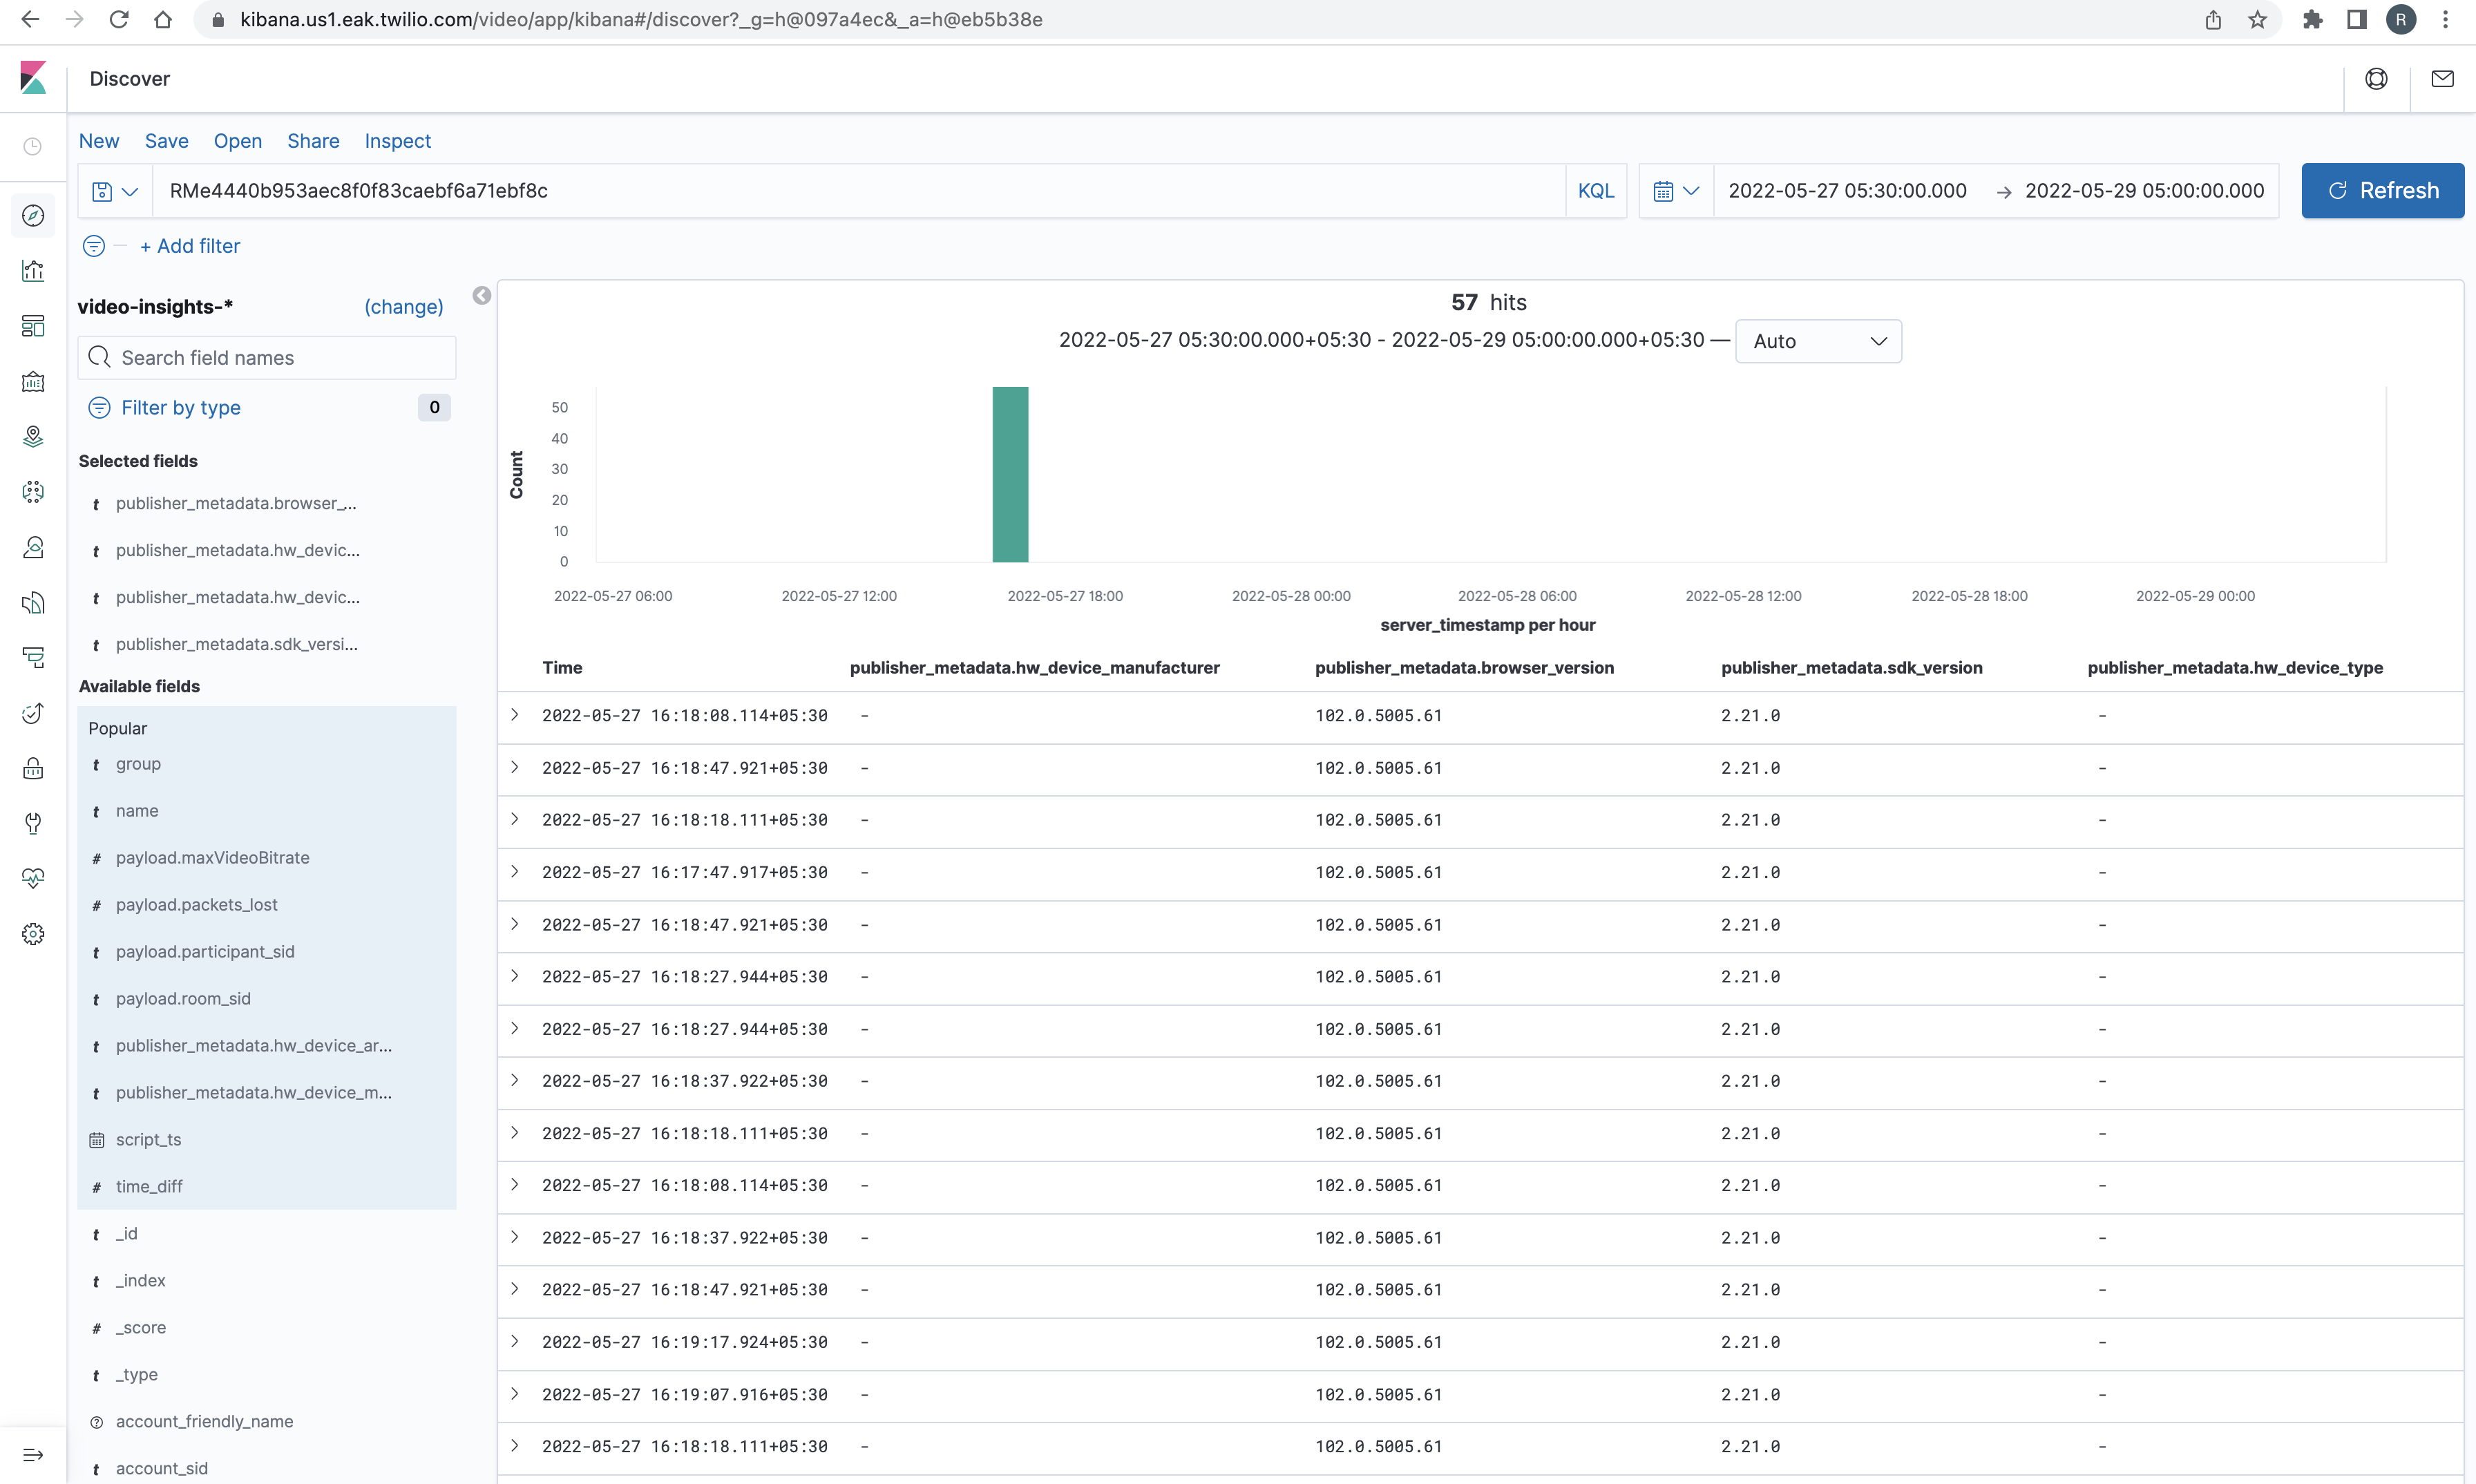 kibana.us1.eak.twilio.com/video/app/kibana#/discover?_g=h@097a4ec&_a=h@eb5b38e
R
Discover
New Save Open Share Inspect
RMe4440b953aec8f0f83caebf6a71ebf8c KQL 2022-05-27 05:30:00.000 → 2022-05-29 05:00:00.000 Refresh
+ Add filter
video-insights-* (change)
Search field names
Filter by type 0
Selected fields
t publisher_metadata.browser_...
t publisher_metadata.hw_devic...
t publisher_metadata.hw_devic...
t publisher_metadata.sdk_versi...
Available fields
Popular
t group
t name
# payload.maxVideoBitrate
# payload.packets_lost
t payload.participant_sid
t payload.room_sid
t publisher_metadata.hw_device_ar...
t publisher_metadata.hw_device_m...
script_ts
# time_diff
t _id
t _index
# _score
t _type
? account_friendly_name
t account_sid
57 hits
2022-05-27 05:30:00.000+05:30 - 2022-05-29 05:00:00.000+05:30 — Auto
Count
50
40
30
20
10
0
2022-05-27 06:00 2022-05-27 12:00 2022-05-27 18:00 2022-05-28 00:00 2022-05-28 06:00 2022-05-28 12:00 2022-05-28 18:00 2022-05-29 00:00
server_timestamp per hour
Time publisher_metadata.hw_device_manufacturer publisher_metadata.browser_version publisher_metadata.sdk_version publisher_metadata.hw_device_type
2022-05-27 16:18:08.114+05:30 - 102.0.5005.61 2.21.0 -
2022-05-27 16:18:47.921+05:30 - 102.0.5005.61 2.21.0 -
2022-05-27 16:18:18.111+05:30 - 102.0.5005.61 2.21.0 -
2022-05-27 16:17:47.917+05:30 - 102.0.5005.61 2.21.0 -
2022-05-27 16:18:47.921+05:30 - 102.0.5005.61 2.21.0 -
2022-05-27 16:18:27.944+05:30 - 102.0.5005.61 2.21.0 -
2022-05-27 16:18:27.944+05:30 - 102.0.5005.61 2.21.0 -
2022-05-27 16:18:37.922+05:30 - 102.0.5005.61 2.21.0 -
2022-05-27 16:18:18.111+05:30 - 102.0.5005.61 2.21.0 -
2022-05-27 16:18:08.114+05:30 - 102.0.5005.61 2.21.0 -
2022-05-27 16:18:37.922+05:30 - 102.0.5005.61 2.21.0 -
2022-05-27 16:18:47.921+05:30 - 102.0.5005.61 2.21.0 -
2022-05-27 16:19:17.924+05:30 - 102.0.5005.61 2.21.0 -
2022-05-27 16:19:07.916+05:30 - 102.0.5005.61 2.21.0 -
2022-05-27 16:18:18.111+05:30 - 102.0.5005.61 2.21.0 -